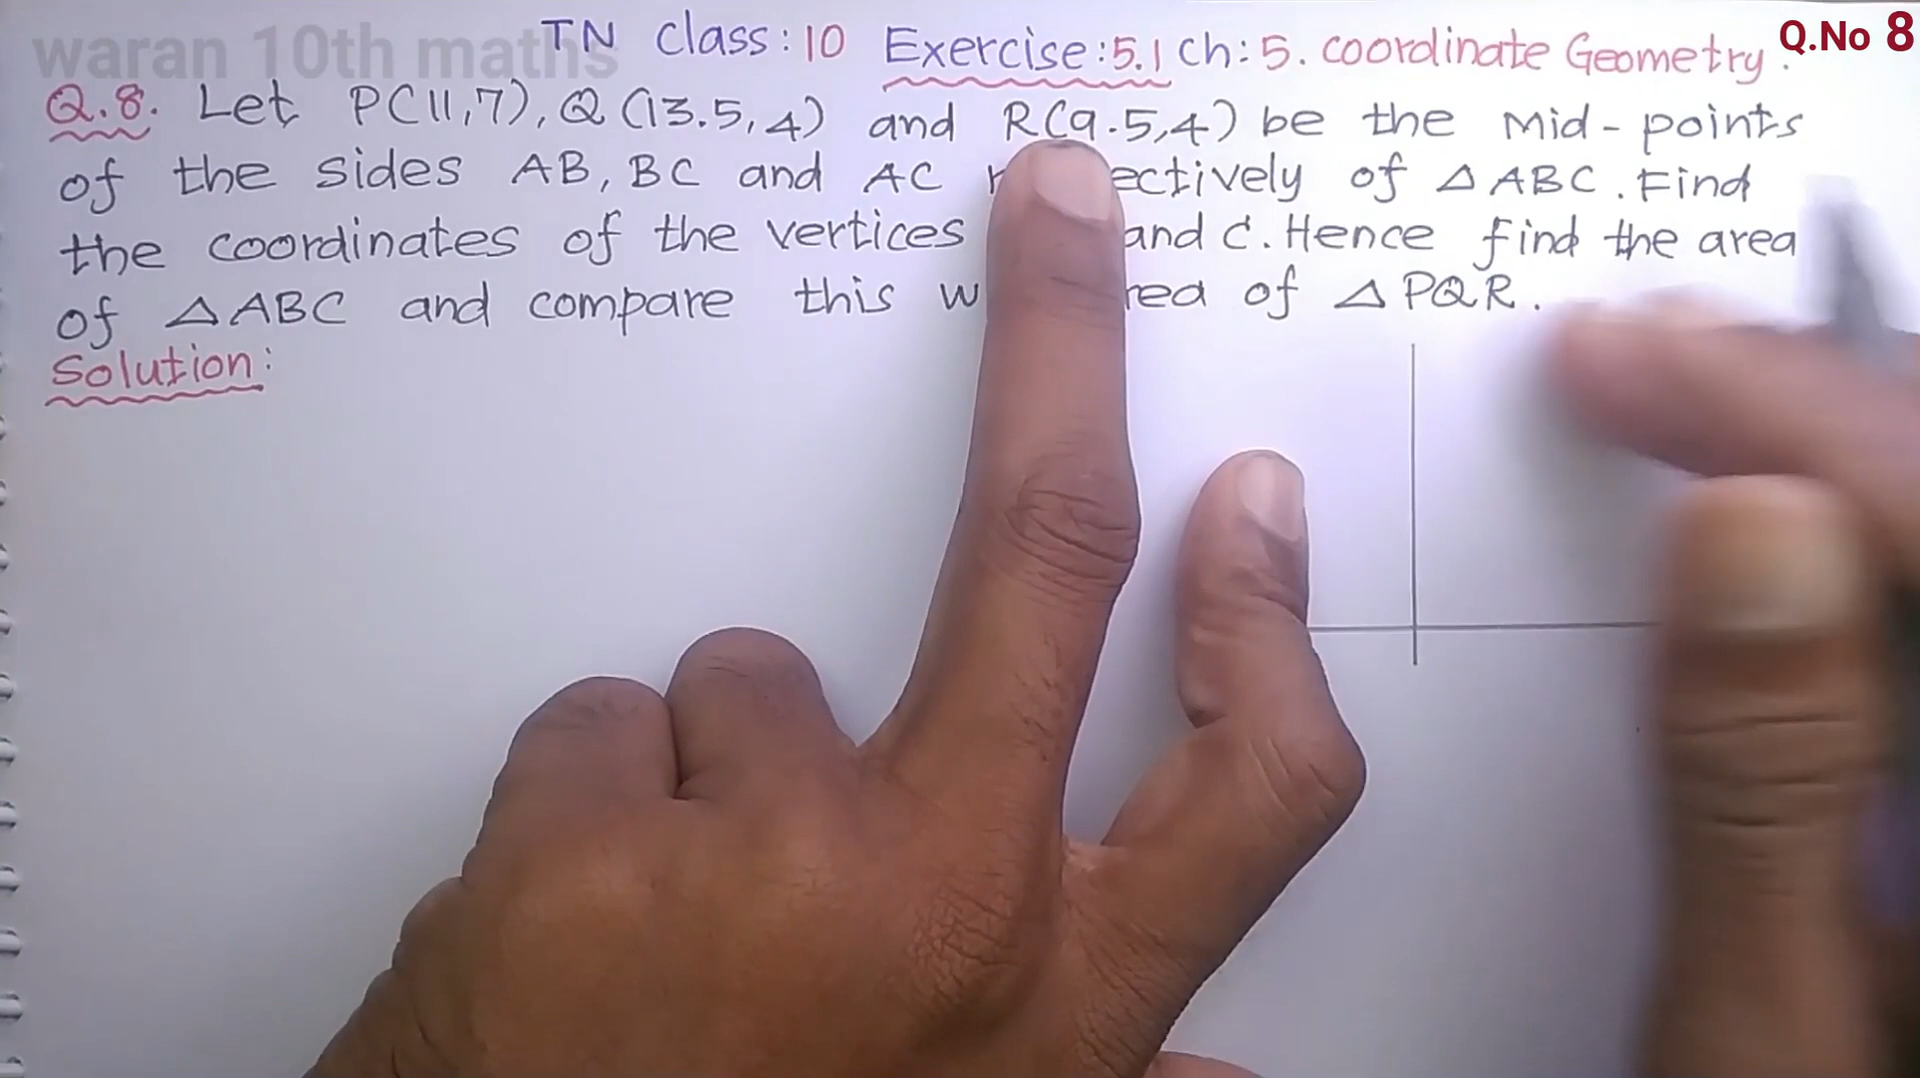 waran 10th maths
TN Class:10 Exercise:5.1 Ch:5. Coordinate Geometry.
Q.No 8
Q.8. Let P(11,7), Q (13.5,4) and R(9.5,4) be the Mid-points
of the sides AB, BC and AC ectively of △ABC. Find
the coordinates of the vertices and C. Hence find the area
of △ABC and compare this w rea of △PQR.
Solution: